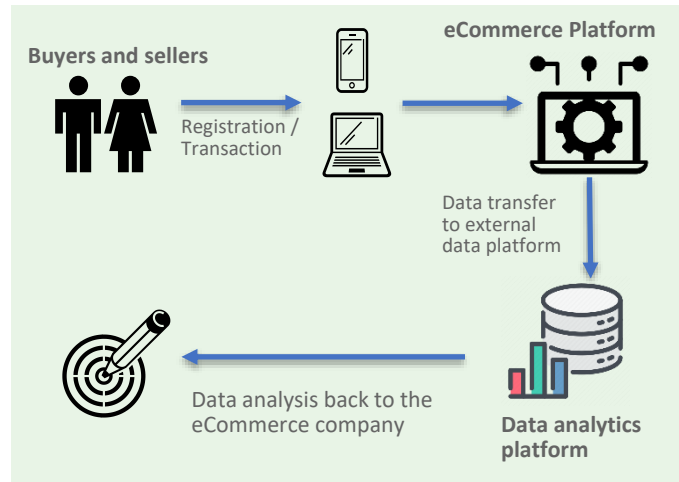 eCommerce Platform
Buyers and sellers
Registration /
Transaction
Data transfer
to external
data platform
Data analysis back to the
eCommerce company
Data analytics
platform